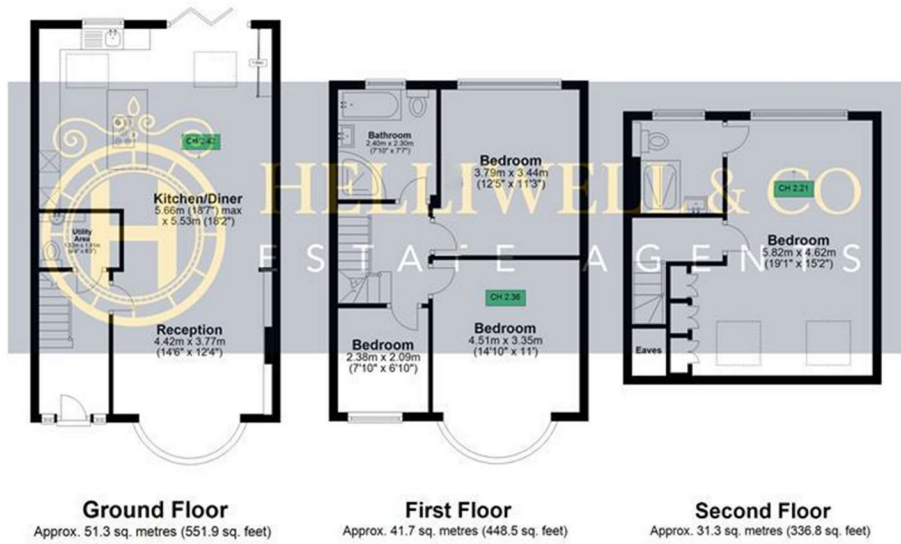 CH 2.42
Kitchen/Diner
5.66m (18'7") max
x 5.53m (18'2")
Utility
Area
Reception
4.42m x 3.77m
(14'6" x 12'4")
Bathroom
2.40m x 2.30m
(7'10" x 7'7")
Bedroom
3.79m x 3.44m
(12'5" x 11'3")
CH 2.36
Bedroom
4.51m x 3.35m
(14'10" x 11')
Bedroom
2.38m x 2.09m
(7'10" x 6'10")
CH 2.21
Bedroom
5.82m x 4.62m
(19'1" x 15'2")
Eaves
H
HELLIWELL & CO
ESTATE AGENTS
Ground Floor
Approx. 51.3 sq. metres (551.9 sq. feet)
First Floor
Approx. 41.7 sq. metres (448.5 sq. feet)
Second Floor
Approx. 31.3 sq. metres (336.8 sq. feet)